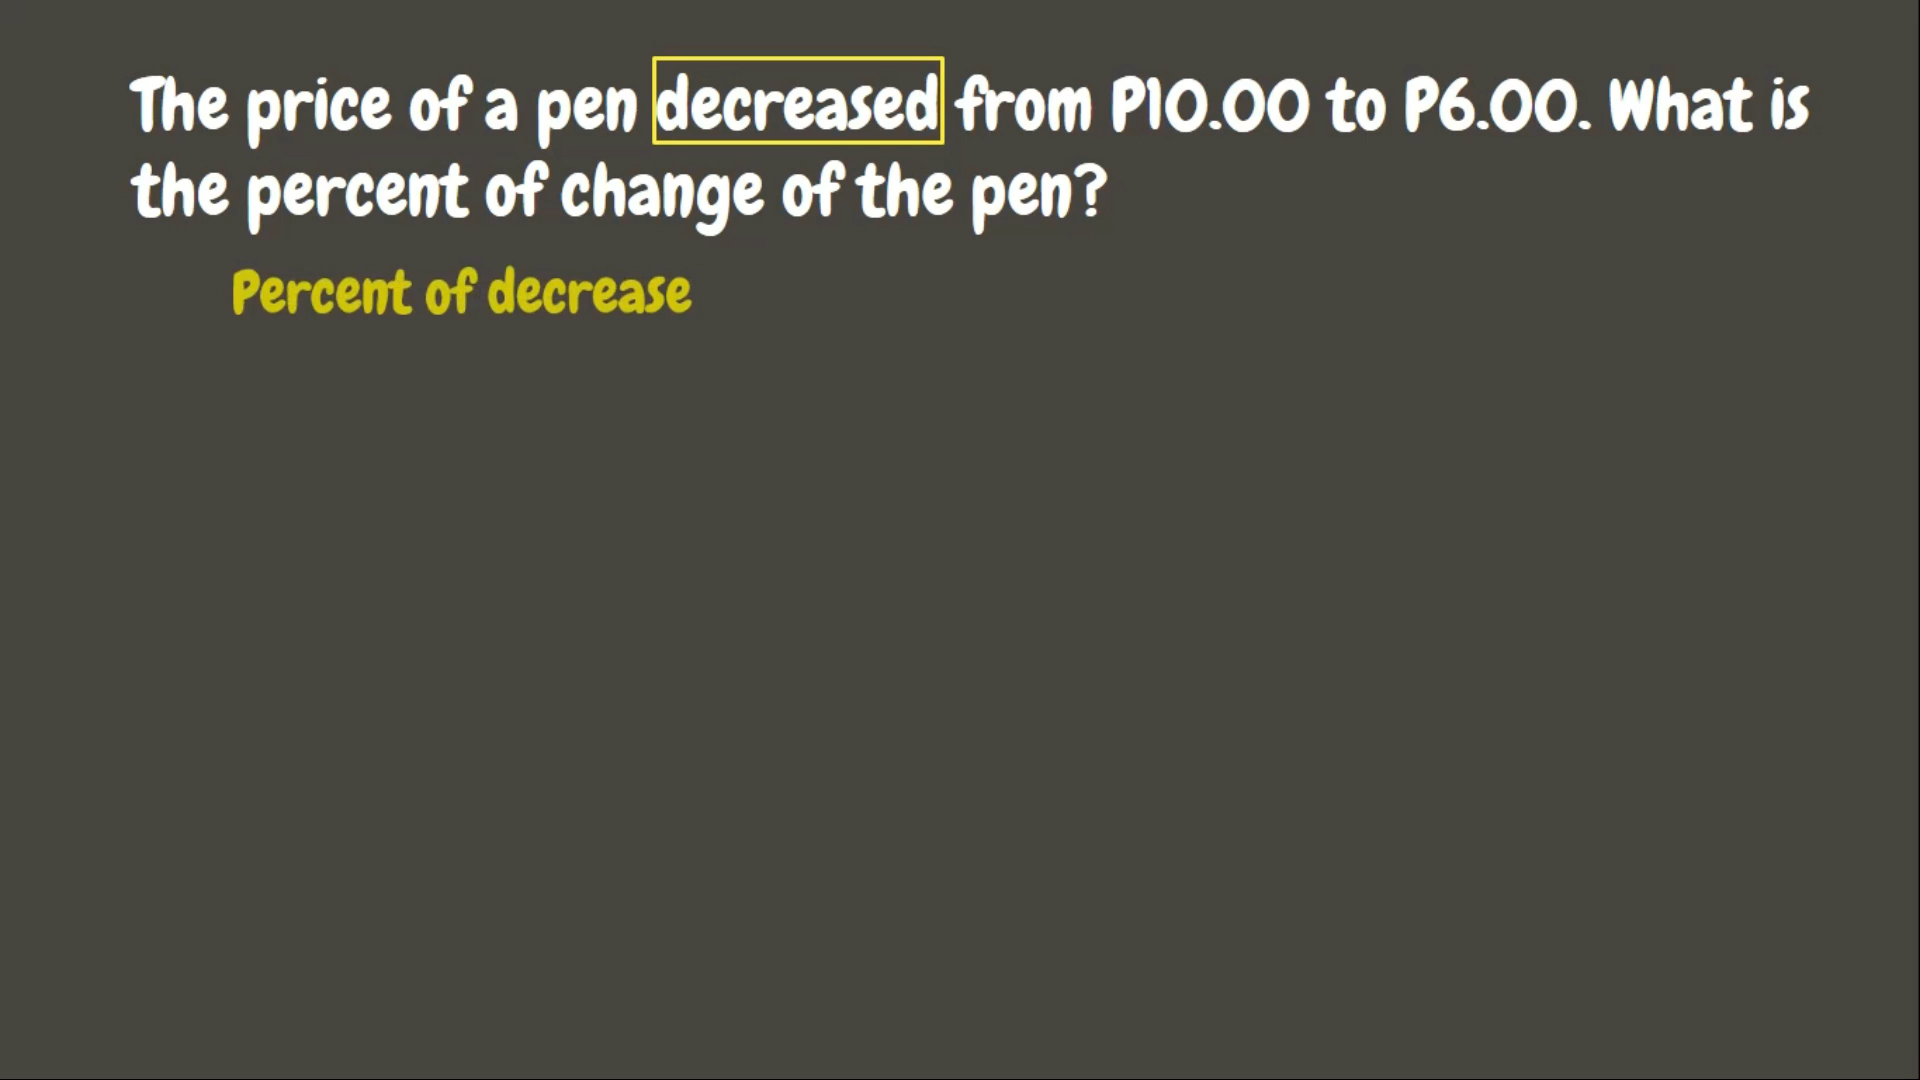 The price of a pen decreased from P10.00 to P6.00. What is
the percent of change of the pen?
Percent of decrease